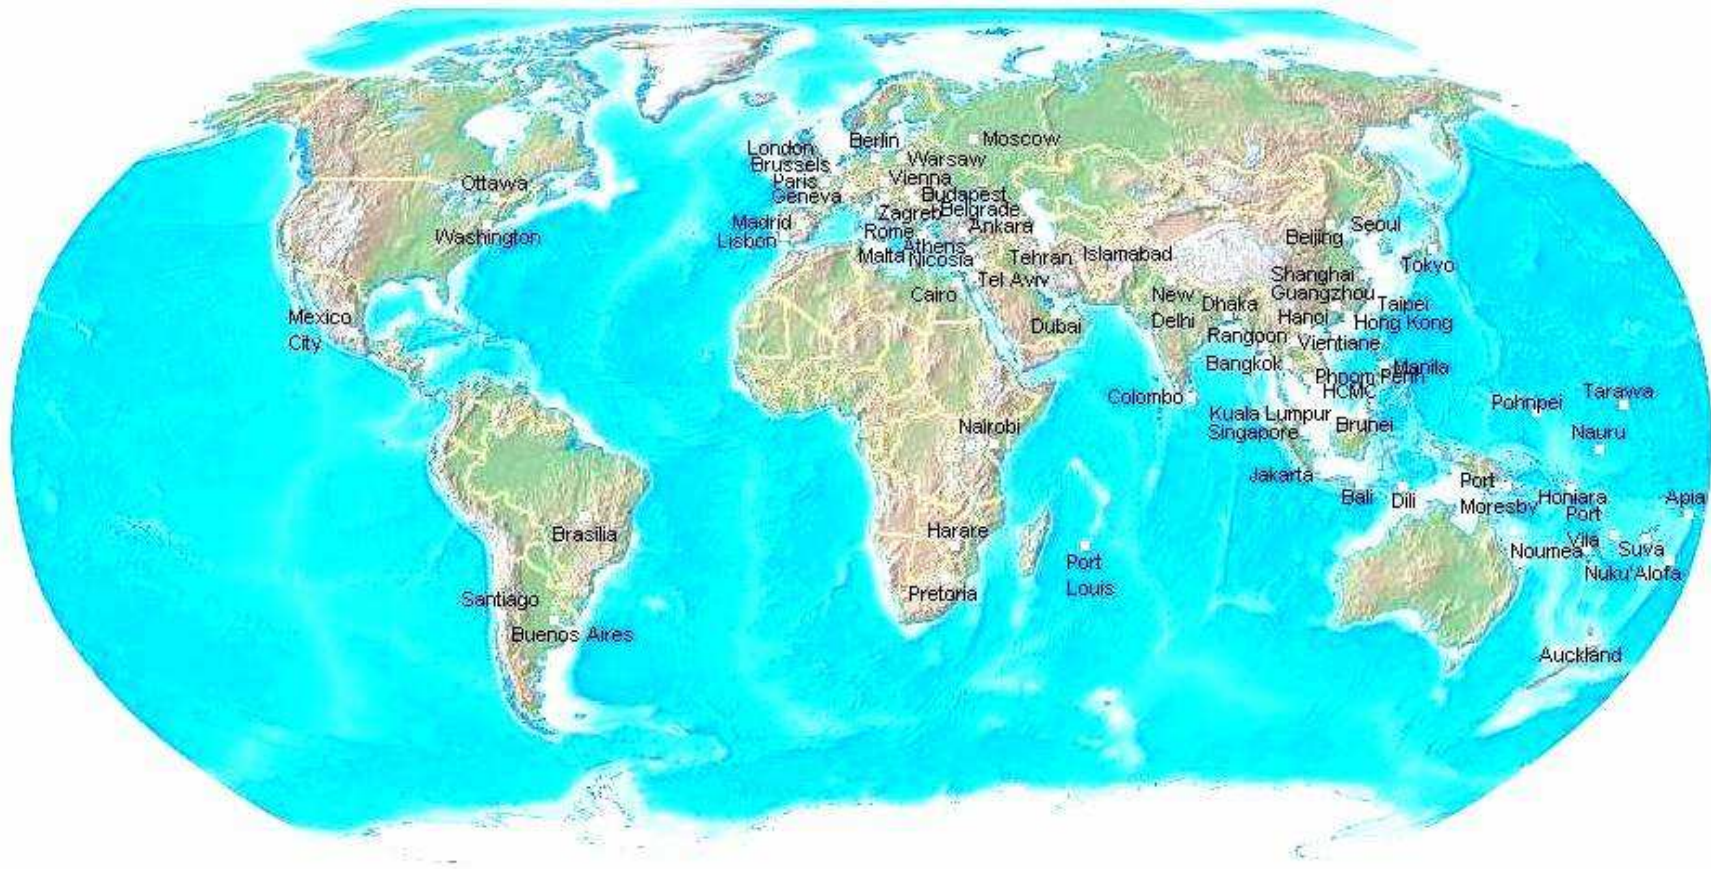 Moscow
Berlin
London
Brussels
Warsaw
Paris
Vienna
Geneva
Ottawa
Budapest
Zagreb
Belgrade
Madrid
Lisbon
Rome
Ankara
Washington
Athens
Malta
Nicosia
Tehran
Islamabad
Beijing
Seoul
Tokyo
Tel Aviv
Cairo
Shanghai
New
Delhi
Dhaka
Guangzhou
Taipei
Mexico
City
Dubai
Hanoi
Hong Kong
Rangoon
Vientiane
Bangkok
Phnom Penh
Manila
HCMC
Colombo
Pohnpei
Tarawa
Kuala Lumpur
Singapore
Brunei
Nauru
Nairobi
Jakarta
Bali
Dili
Port
Moresby
Honiara
Apia
Port
Vila
Brasilia
Harare
Noumea
Suva
Port
Louis
Nuku'Alofa
Santiago
Pretoria
Buenos Aires
Auckland